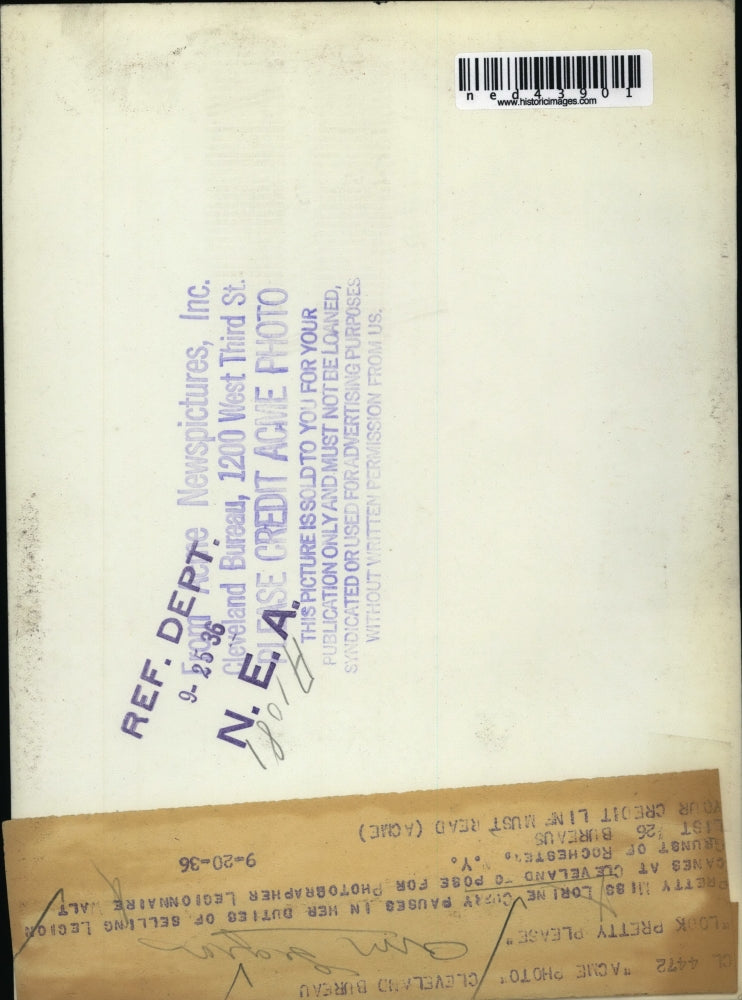 ned43901
www.historicimages.com
From Acme Newspictures, Inc.
Cleveland Bureau, 1200 West Third St.
PLEASE CREDIT ACME PHOTO
THIS PICTURE IS SOLD TO YOU FOR YOUR
PUBLICATION ONLY AND MUST NOT BE LOANED,
SYNDICATED OR USED FOR ADVERTISING PURPOSES
WITHOUT WRITTEN PERMISSION FROM US.
REF. DEPT.
9-25 36
N. E. A.
CL 4472 "ACME PHOTO" CLEVELAND BUREAU
"LOOK PRETTY PLEASE"
PRETTY MISS LORINE CURRY PAUSES IN HER DUTIES OF SELLING LEGION
CANES AT CLEVELAND TO POSE FOR PHOTOGRAPHER LEGIONNAIRE WALT
BRUNST OF ROCHESTER, N.Y.
LIST 26 BUREAUS 9-20-36
YOUR CREDIT LINE MUST READ (ACME)